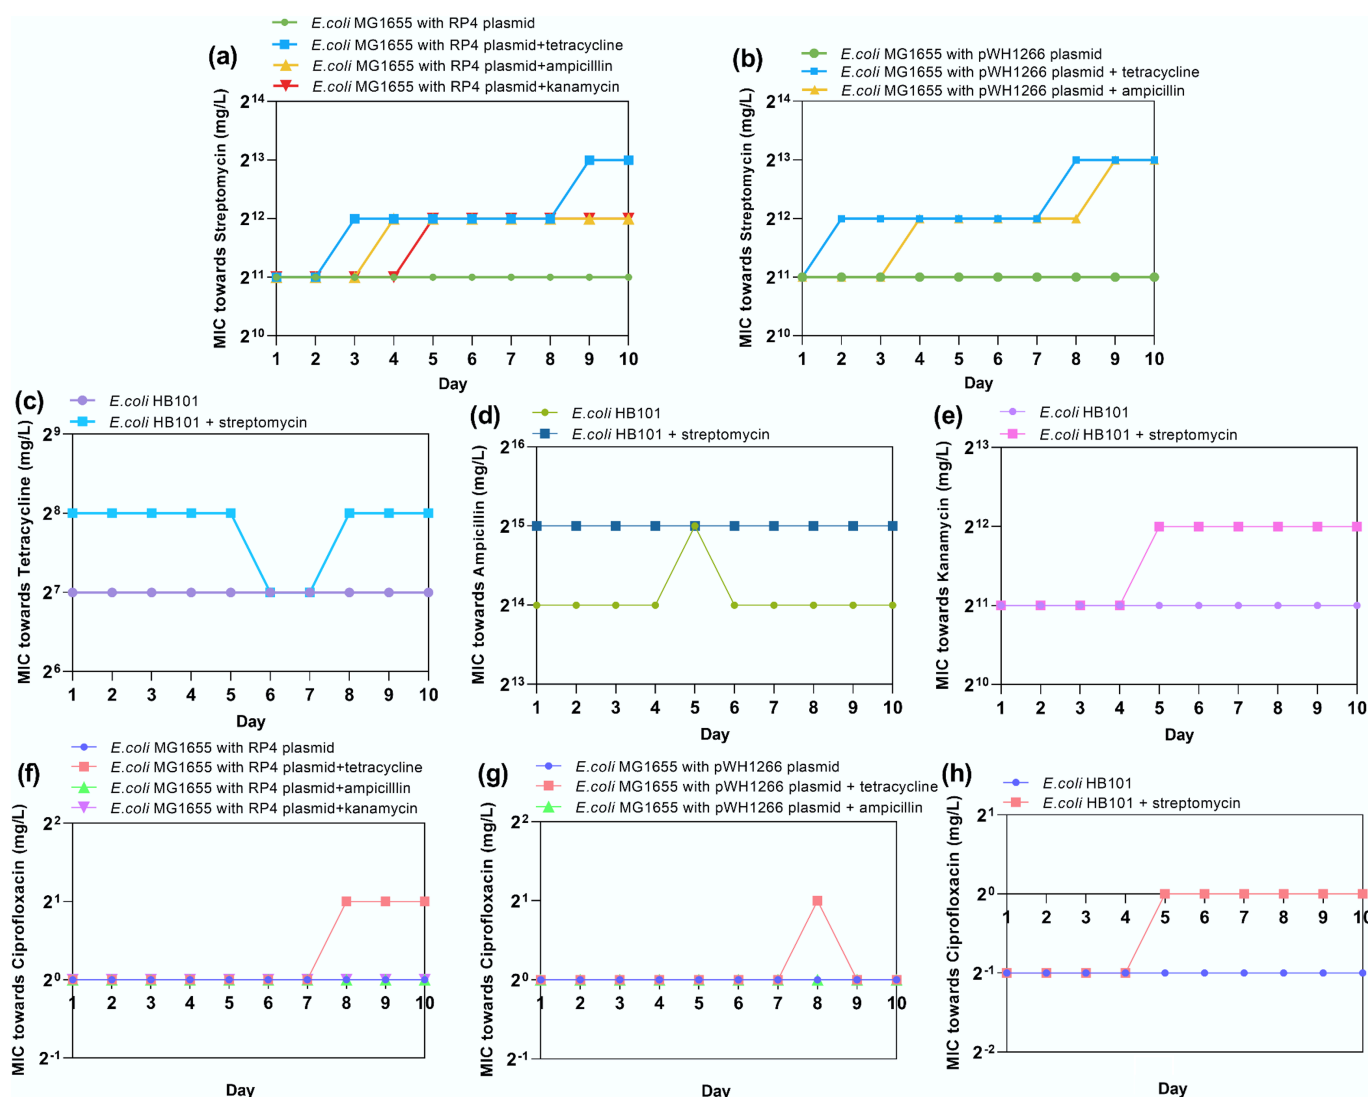 (a)
E.coli MG1655 with RP4 plasmid
E.coli MG1655 with RP4 plasmid+tetracycline
E.coli MG1655 with RP4 plasmid+ampicilllin
E.coli MG1655 with RP4 plasmid+kanamycin
MIC towards Streptomycin (mg/L)
2^14
2^13
2^12
2^11
2^10
1 2 3 4 5 6 7 8 9 10
Day
(b)
E.coli MG1655 with pWH1266 plasmid
E.coli MG1655 with pWH1266 plasmid + tetracycline
E.coli MG1655 with pWH1266 plasmid + ampicillin
MIC towards Streptomycin (mg/L)
2^14
2^13
2^12
2^11
2^10
1 2 3 4 5 6 7 8 9 10
Day
(c)
E.coli HB101
E.coli HB101 + streptomycin
MIC towards Tetracycline (mg/L)
2^9
2^8
2^7
2^6
1 2 3 4 5 6 7 8 9 10
Day
(d)
E.coli HB101
E.coli HB101 + streptomycin
MIC towards Ampicillin (mg/L)
2^16
2^15
2^14
2^13
1 2 3 4 5 6 7 8 9 10
Day
(e)
E.coli HB101
E.coli HB101 + streptomycin
MIC towards Kanamycin (mg/L)
2^13
2^12
2^11
2^10
1 2 3 4 5 6 7 8 9 10
Day
(f)
E.coli MG1655 with RP4 plasmid
E.coli MG1655 with RP4 plasmid+tetracycline
E.coli MG1655 with RP4 plasmid+ampicilllin
E.coli MG1655 with RP4 plasmid+kanamycin
MIC towards Ciprofloxacin (mg/L)
2^2
2^1
2^0
2^-1
1 2 3 4 5 6 7 8 9 10
Day
(g)
E.coli MG1655 with pWH1266 plasmid
E.coli MG1655 with pWH1266 plasmid + tetracycline
E.coli MG1655 with pWH1266 plasmid + ampicillin
MIC towards Ciprofloxacin (mg/L)
2^2
2^1
2^0
2^-1
1 2 3 4 5 6 7 8 9 10
Day
(h)
E.coli HB101
E.coli HB101 + streptomycin
MIC towards Ciprofloxacin (mg/L)
2^1
2^0
2^-1
2^-2
1 2 3 4 5 6 7 8 9 10
Day